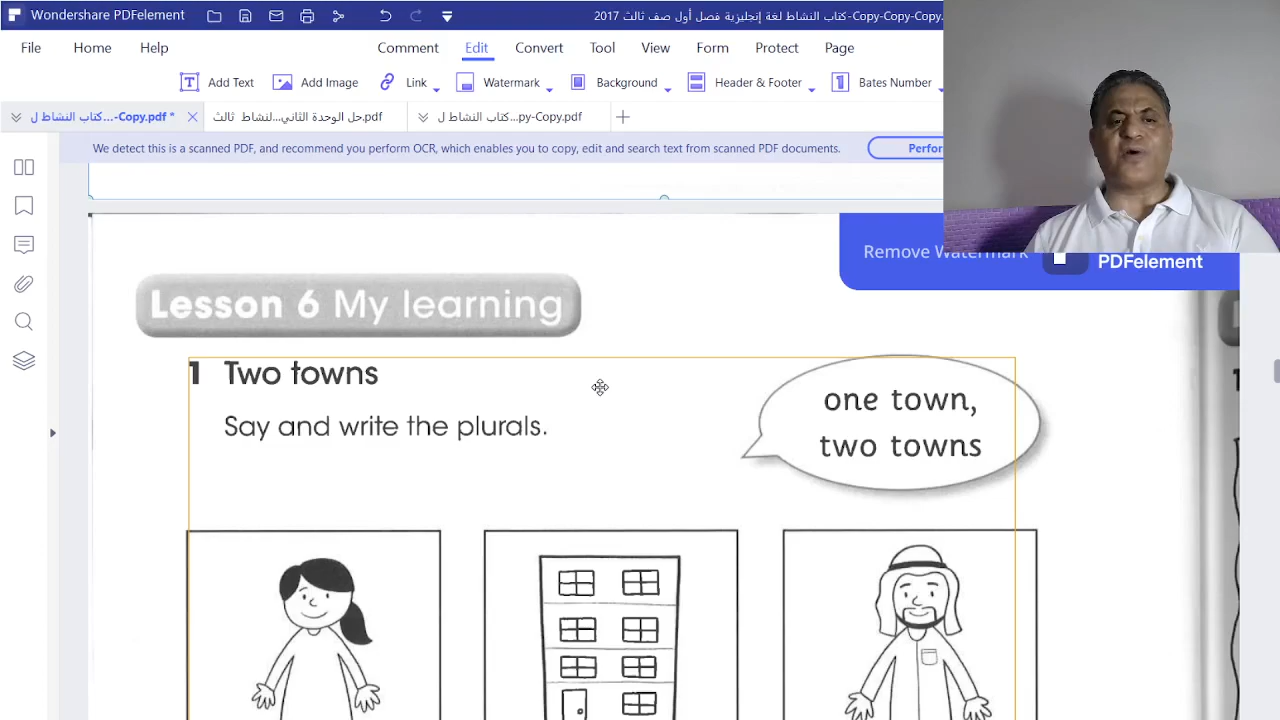 Wondershare PDFelement
كتاب النشاط لغة إنجليزية فصل أول صف ثالث 2017-Copy-Copy-Copy.
File Home Help Comment Edit Convert Tool View Form Protect Page
Add Text Add Image Link Watermark Background Header & Footer Bates Number
كتاب النشاط ل...-Copy.pdf * حل الوحدة الثاني...لنشاط ثالث.pdf كتاب النشاط ل...py-Copy.pdf
We detect this is a scanned PDF, and recommend you perform OCR, which enables you to copy, edit and search text from scanned PDF documents. Perfor
Remove Watermark
PDFelement
Lesson 6 My learning
1 Two towns
Say and write the plurals.
one town,
two towns